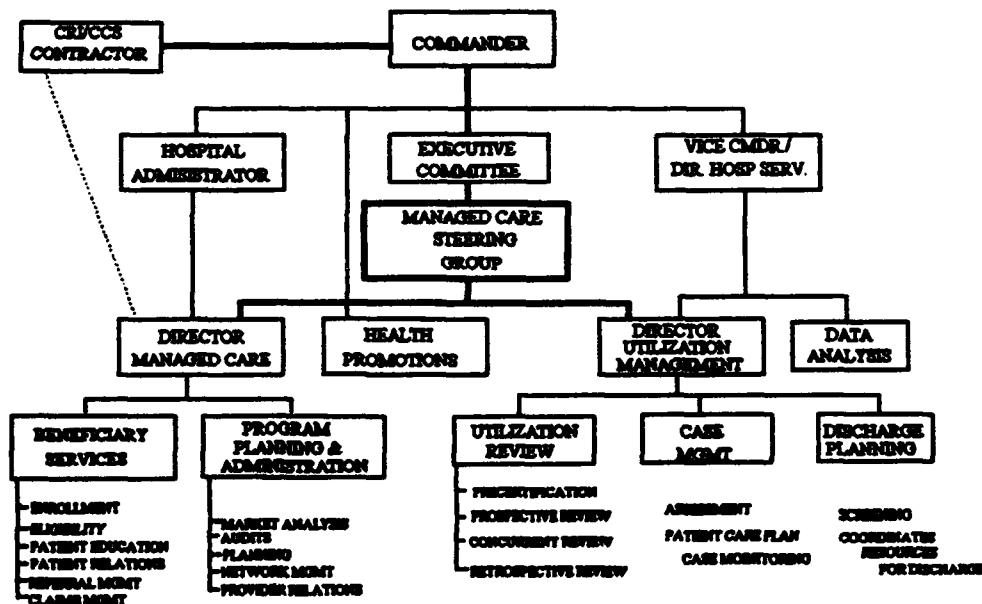 CRI/CCS
CONTRACTOR
COMMANDER
HOSPITAL
ADMISISTRATOR
EXECUTIVE
COMMITTEE
VICE CMDR /
DIR. HOSP SERV.
MANAGED CARE
STEERING
GROUP
DIRECTOR
MANAGED CARE
HEALTH
PROMOTIONS
DIRECTOR
UTILIZATION
MANAGEMENT
DATA
ANALYSIS
BENEFICIARY
SERVICES
PROGRAM
PLANNING &
ADMINISTRATION
UTILIZATION
REVIEW
CASE
MGMT
DISCHARGE
PLANNING
ENROLLMENT
ELIGIBILITY
PATIENT EDUCATION
PATIENT RELATIONS
REFERRAL MGMT
CLAIMS MGMT
MARKET ANALYSIS
AUDITS
PLANNING
NETWORK MGMT
PROVIDER RELATIONS
PRECERTIFICATION
PROSPECTIVE REVIEW
CONCURRENT REVIEW
RETROSPECTIVE REVIEW
ASSESSMENT
PATIENT CARE PLAN
CASE MONITORING
SCREENING
COORDINATES
RESOURCES
FOR DISCHARGE